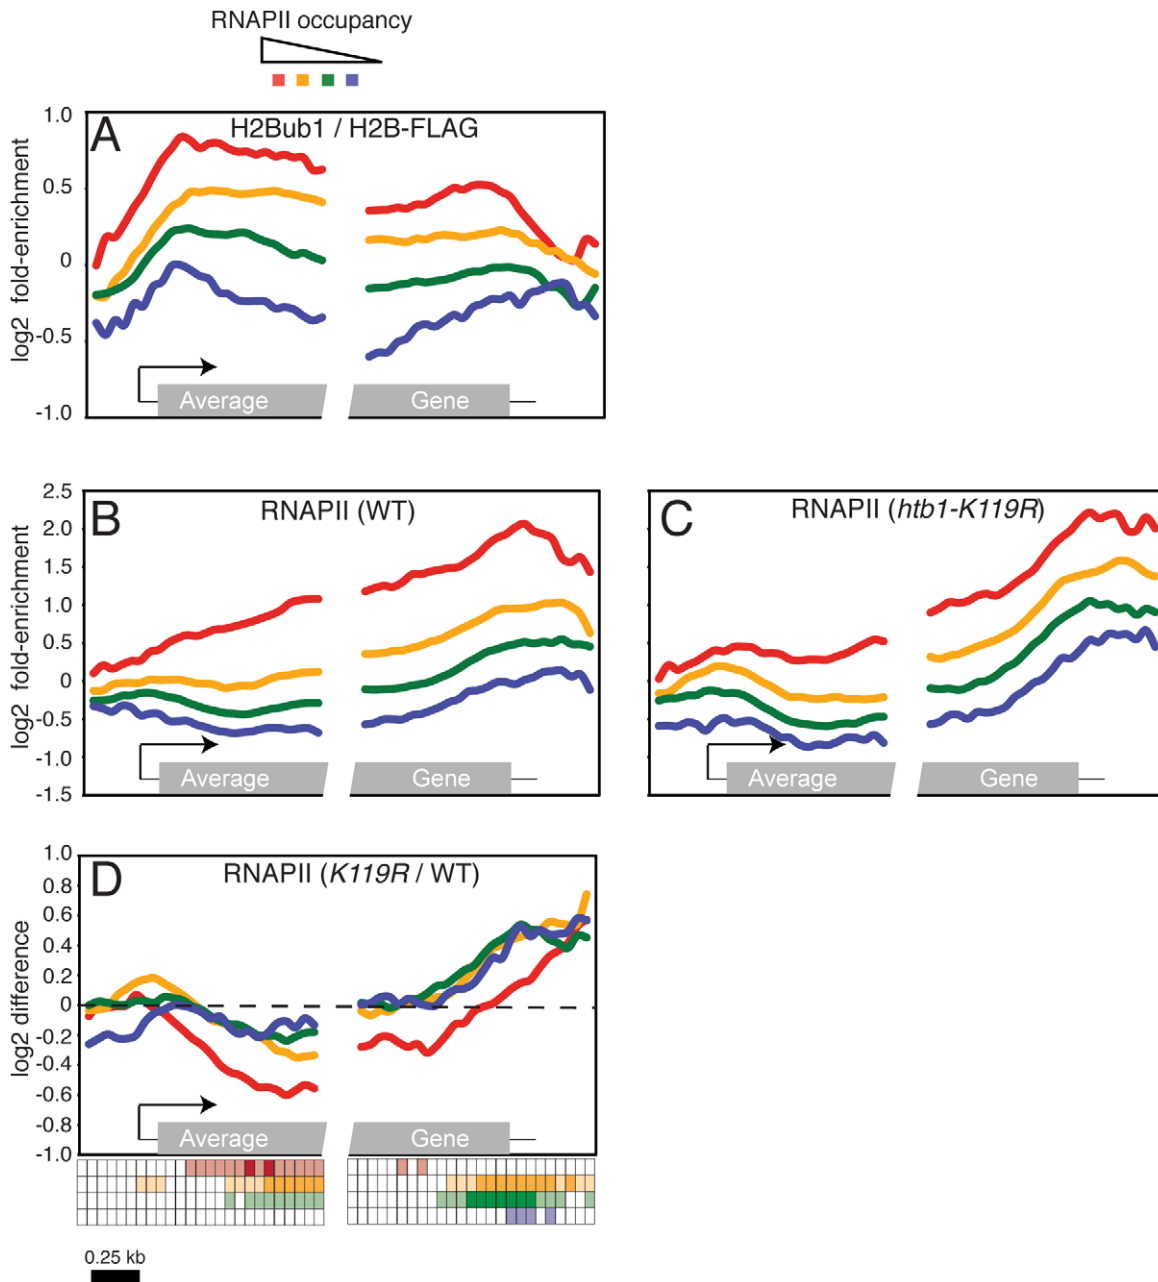 RNAPII occupancy
A
H2Bub1 / H2B-FLAG
log2 fold-enrichment
1.0
0.5
0
-0.5
-1.0
Average
Gene
B
RNAPII (WT)
log2 fold-enrichment
2.5
2.0
1.5
1.0
0.5
0
-0.5
-1.0
-1.5
Average
Gene
C
RNAPII (htb1-K119R)
Average
Gene
D
RNAPII (K119R / WT)
log2 difference
1.0
0.8
0.6
0.4
0.2
0
-0.2
-0.4
-0.6
-0.8
-1.0
Average
Gene
0.25 kb